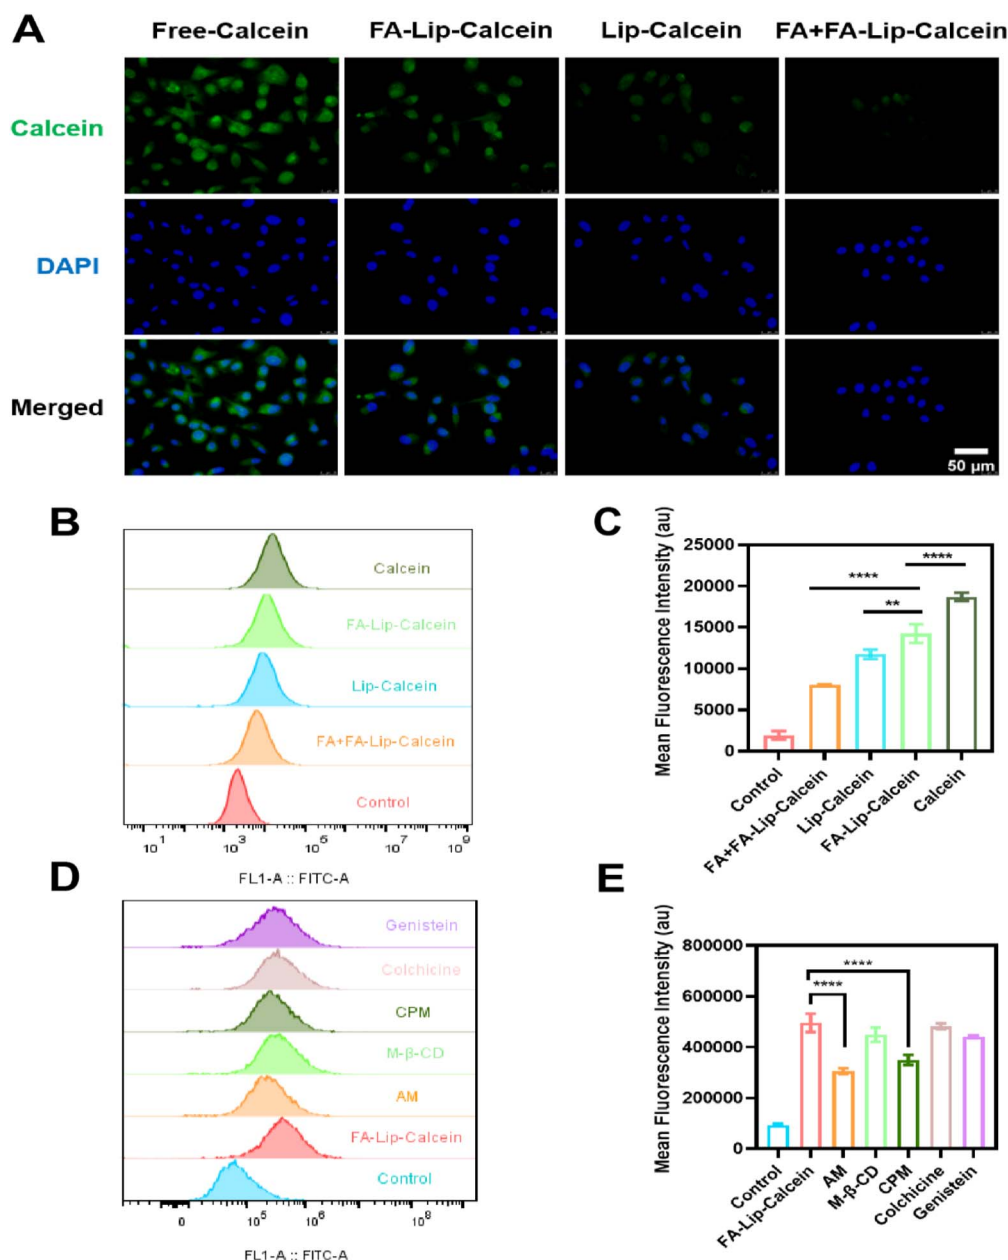 A
Free-Calcein FA-Lip-Calcein Lip-Calcein FA+FA-Lip-Calcein
Calcein
DAPI
Merged
50 μm
B
Calcein
FA-Lip-Calcein
Lip-Calcein
FA+FA-Lip-Calcein
Control
10¹ 10³ 10⁵ 10⁷ 10⁹
FL1-A :: FITC-A
C
Mean Fluorescence Intensity (au)
25000
20000
15000
10000
5000
0
****
****
**
Control
FA+FA-Lip-Calcein
Lip-Calcein
FA-Lip-Calcein
Calcein
D
Genistein
Colchicine
CPM
M-β-CD
AM
FA-Lip-Calcein
Control
0 10⁵ 10⁶ 10⁸
FL1-A :: FITC-A
E
Mean Fluorescence Intensity (au)
800000
600000
400000
200000
0
****
****
Control
FA-Lip-Calcein
AM
M-β-CD
CPM
Colchicine
Genistein